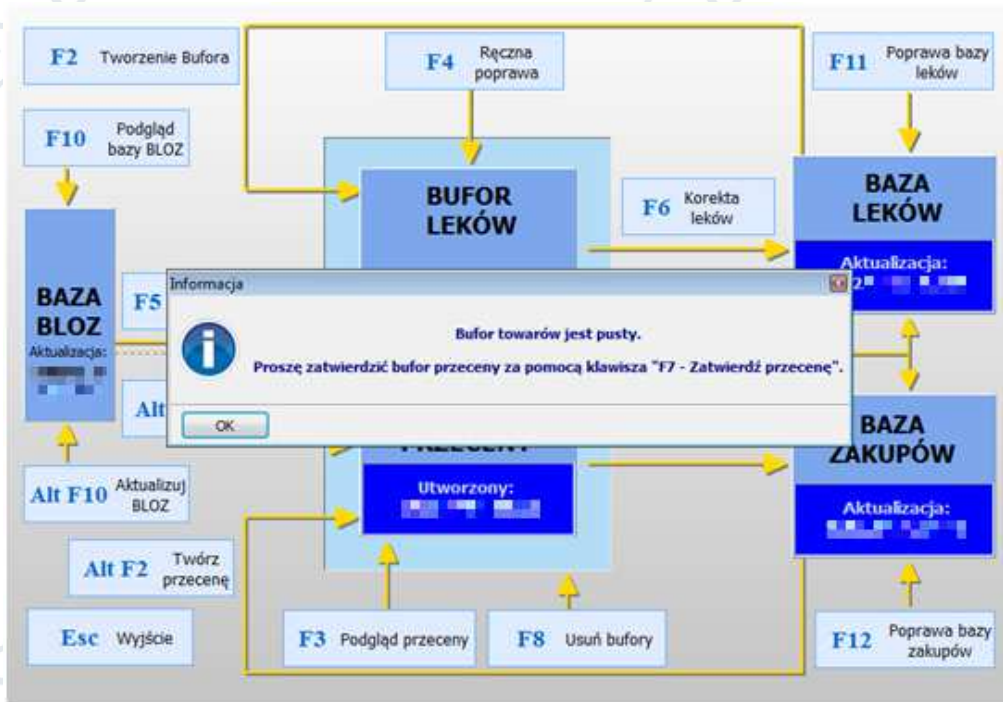 F2 Tworzenie Bufora
F4 Ręczna
poprawa
F11 Poprawa bazy
leków
F10 Podgląd
bazy BLOZ
BUFOR
LEKÓW
F6 Korekta
leków
BAZA
LEKÓW
Aktualizacja:
BAZA
BLOZ
Aktualizacja:
F5
Informacja
Bufor towarów jest pusty.
Proszę zatwierdzić bufor przeceny za pomocą klawisza "F7 - Zatwierdź przecenę".
OK
Alt
PRZECENY
Utworzony:
BAZA
ZAKUPÓW
Aktualizacja:
Alt F10 Aktualizuj
BLOZ
Alt F2 Twórz
przecenę
Esc Wyjście
F3 Podgląd przeceny
F8 Usuń bufory
F12 Poprawa bazy
zakupów